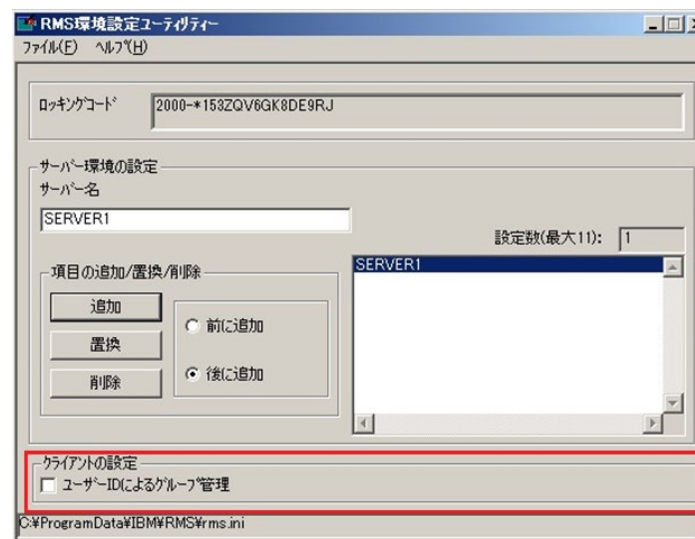 RMS環境設定ユーティリティー
ファイル(F) ヘルプ(H)
ロッキングコード 2000-*153ZQV6GK8DE9RJ
サーバー環境の設定
サーバー名
SERVER1
設定数(最大11): 1
項目の追加/置換/削除
SERVER1
追加
前に追加
置換
後に追加
削除
クライアントの設定
ユーザーIDによるグループ管理
C:¥ProgramData¥IBM¥RMS¥rms.ini